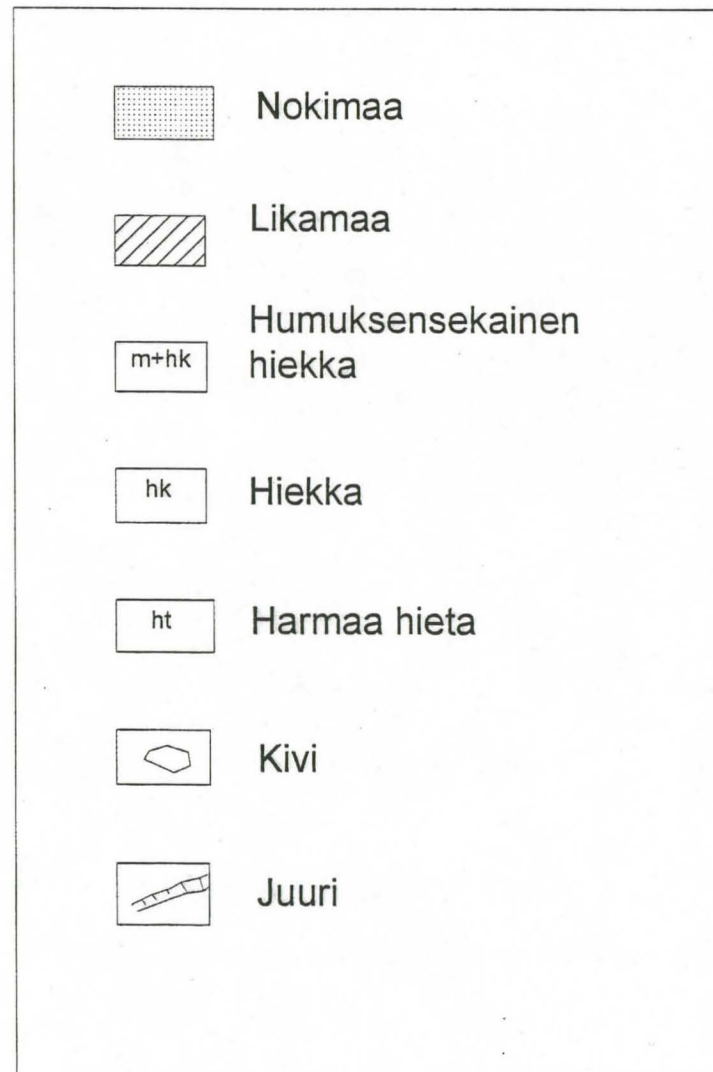 Nokimaa
Likamaa
Humuksensekainen
m+hk hiekka
hk Hiekka
ht Harmaa hieta
Kivi
Juuri